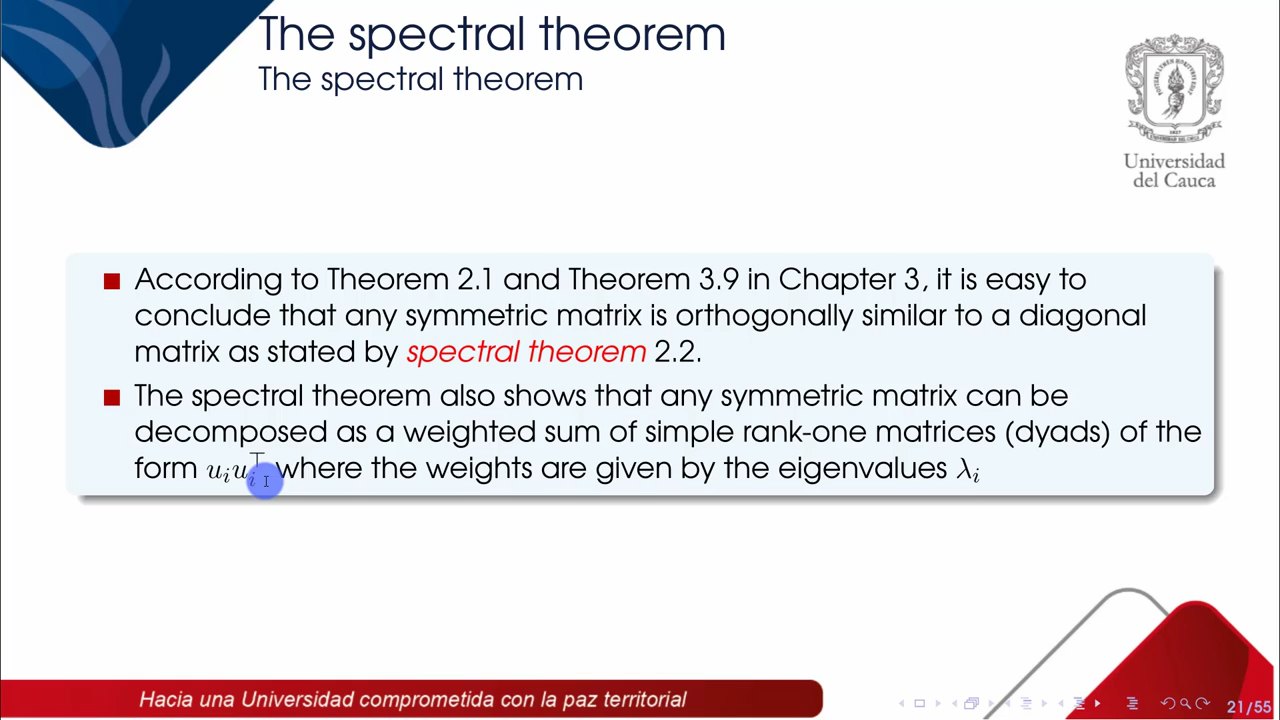 The spectral theorem
The spectral theorem
Universidad
del Cauca
According to Theorem 2.1 and Theorem 3.9 in Chapter 3, it is easy to
conclude that any symmetric matrix is orthogonally similar to a diagonal
matrix as stated by spectral theorem 2.2.
The spectral theorem also shows that any symmetric matrix can be
decomposed as a weighted sum of simple rank-one matrices (dyads) of the
form uᵢuᵢ⊤ where the weights are given by the eigenvalues λᵢ
Hacia una Universidad comprometida con la paz territorial
21/55